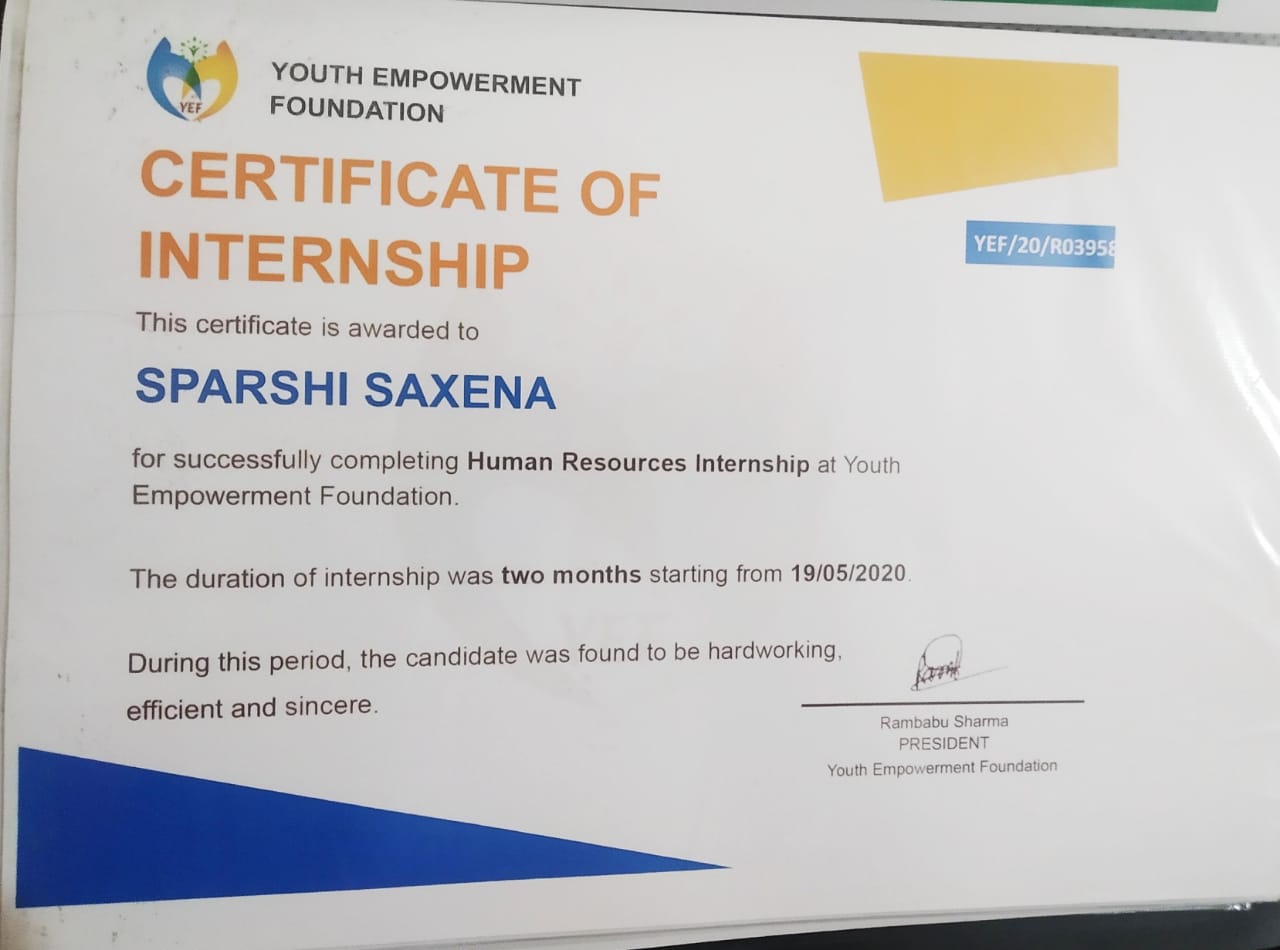 YEF
YOUTH EMPOWERMENT
FOUNDATION
CERTIFICATE OF
INTERNSHIP
YEF/20/R03958
This certificate is awarded to
SPARSHI SAXENA
for successfully completing Human Resources Internship at Youth
Empowerment Foundation.
The duration of internship was two months starting from 19/05/2020.
During this period, the candidate was found to be hardworking,
efficient and sincere.
Rambabu Sharma
PRESIDENT
Youth Empowerment Foundation